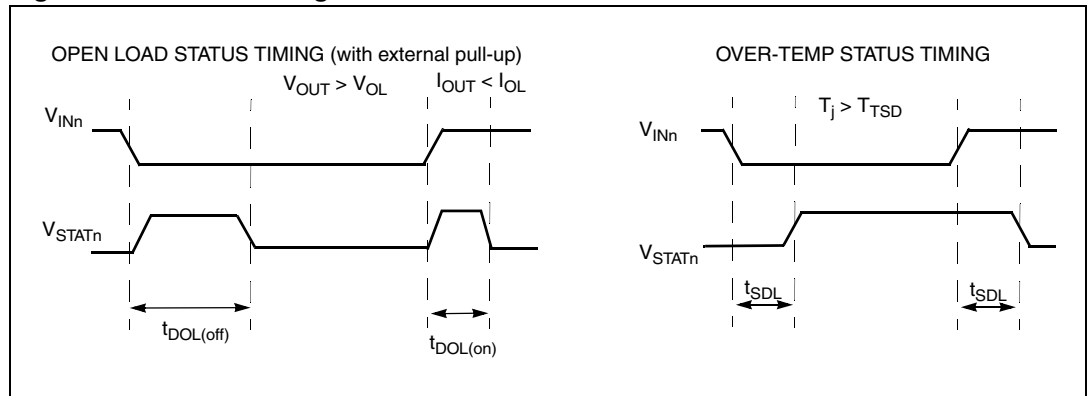 OPEN LOAD STATUS TIMING (with external pull-up)
V_OUT > V_OL
I_OUT < I_OL
V_INn
V_STATn
t_DOL(off)
t_DOL(on)
OVER-TEMP STATUS TIMING
T_j > T_TSD
V_INn
V_STATn
t_SDL
t_SDL